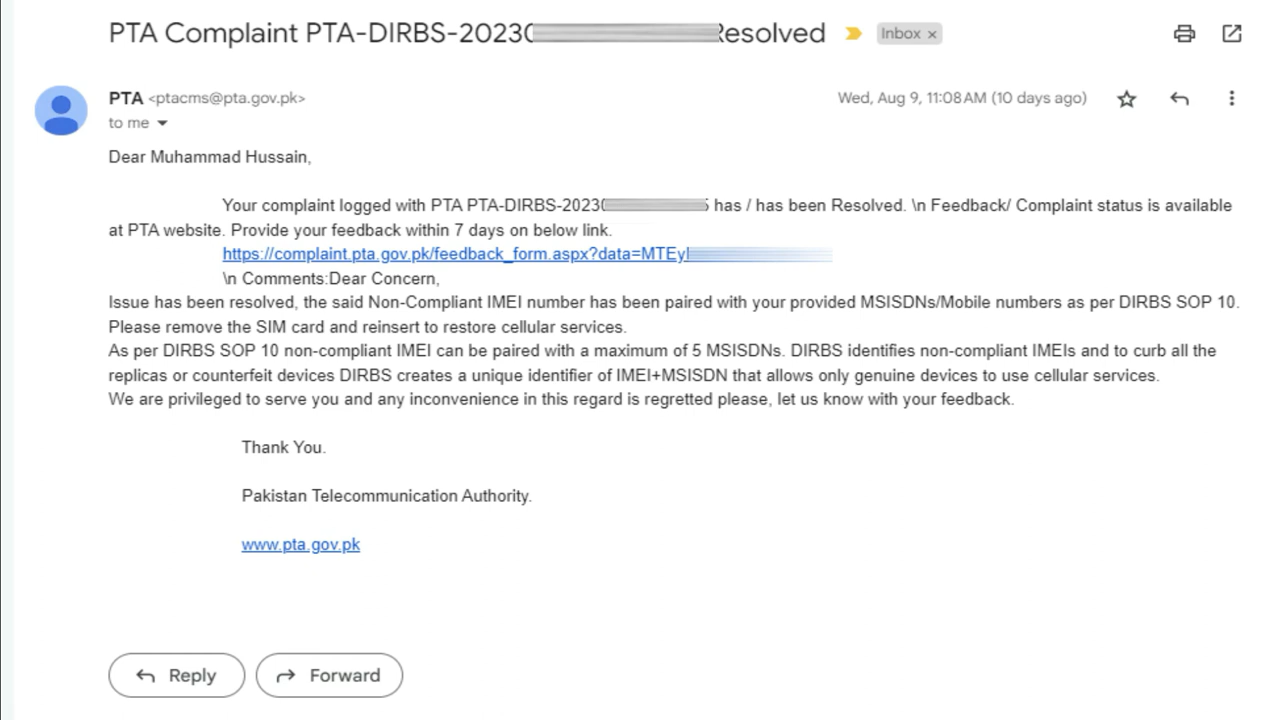 PTA Complaint PTA-DIRBS-2023 Resolved Inbox ×
PTA <ptacms@pta.gov.pk> Wed, Aug 9, 11:08 AM (10 days ago)
to me
Dear Muhammad Hussain,
Your complaint logged with PTA PTA-DIRBS-2023 has / has been Resolved. \n Feedback/ Complaint status is available
at PTA website. Provide your feedback within 7 days on below link.
https://complaint.pta.gov.pk/feedback_form.aspx?data=MTEy
\n Comments:Dear Concern,
Issue has been resolved, the said Non-Compliant IMEI number has been paired with your provided MSISDNs/Mobile numbers as per DIRBS SOP 10.
Please remove the SIM card and reinsert to restore cellular services.
As per DIRBS SOP 10 non-compliant IMEI can be paired with a maximum of 5 MSISDNs. DIRBS identifies non-compliant IMEIs and to curb all the
replicas or counterfeit devices DIRBS creates a unique identifier of IMEI+MSISDN that allows only genuine devices to use cellular services.
We are privileged to serve you and any inconvenience in this regard is regretted please, let us know with your feedback.
Thank You.
Pakistan Telecommunication Authority.
www.pta.gov.pk
Reply Forward